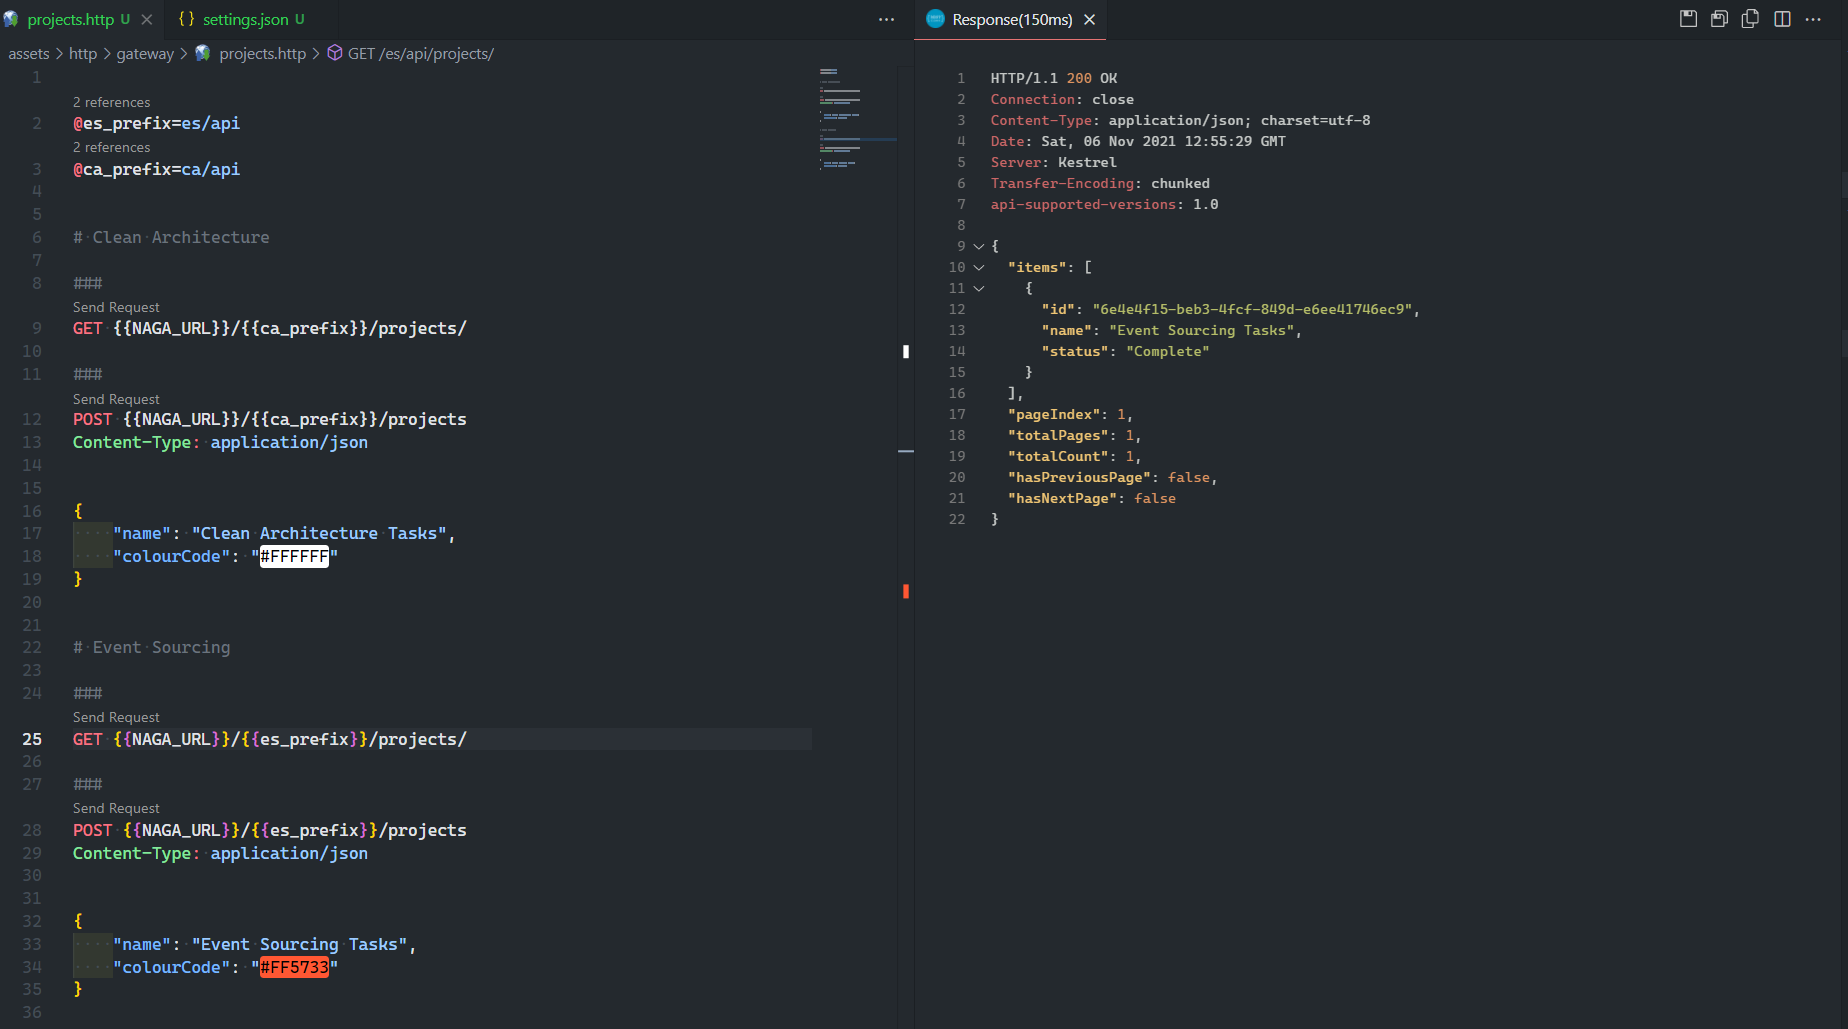 projects.http U
settings.json U
Response(150ms)
assets > http > gateway > projects.http > GET /es/api/projects/
1
2 references
2 @es_prefix=es/api
2 references
3 @ca_prefix=ca/api
4
5
6 # Clean Architecture
7
8 ###
Send Request
9 GET {{NAGA_URL}}/{{ca_prefix}}/projects/
10
11 ###
Send Request
12 POST {{NAGA_URL}}/{{ca_prefix}}/projects
13 Content-Type: application/json
14
15
16 {
17 "name": "Clean Architecture Tasks",
18 "colourCode": "#FFFFFF"
19 }
20
21
22 # Event Sourcing
23
24 ###
Send Request
25 GET {{NAGA_URL}}/{{es_prefix}}/projects/
26
27 ###
Send Request
28 POST {{NAGA_URL}}/{{es_prefix}}/projects
29 Content-Type: application/json
30
31
32 {
33 "name": "Event Sourcing Tasks",
34 "colourCode": "#FF5733"
35 }
36
1 HTTP/1.1 200 OK
2 Connection: close
3 Content-Type: application/json; charset=utf-8
4 Date: Sat, 06 Nov 2021 12:55:29 GMT
5 Server: Kestrel
6 Transfer-Encoding: chunked
7 api-supported-versions: 1.0
8
9 {
10 "items": [
11 {
12 "id": "6e4e4f15-beb3-4fcf-849d-e6ee41746ec9",
13 "name": "Event Sourcing Tasks",
14 "status": "Complete"
15 }
16 ],
17 "pageIndex": 1,
18 "totalPages": 1,
19 "totalCount": 1,
20 "hasPreviousPage": false,
21 "hasNextPage": false
22 }